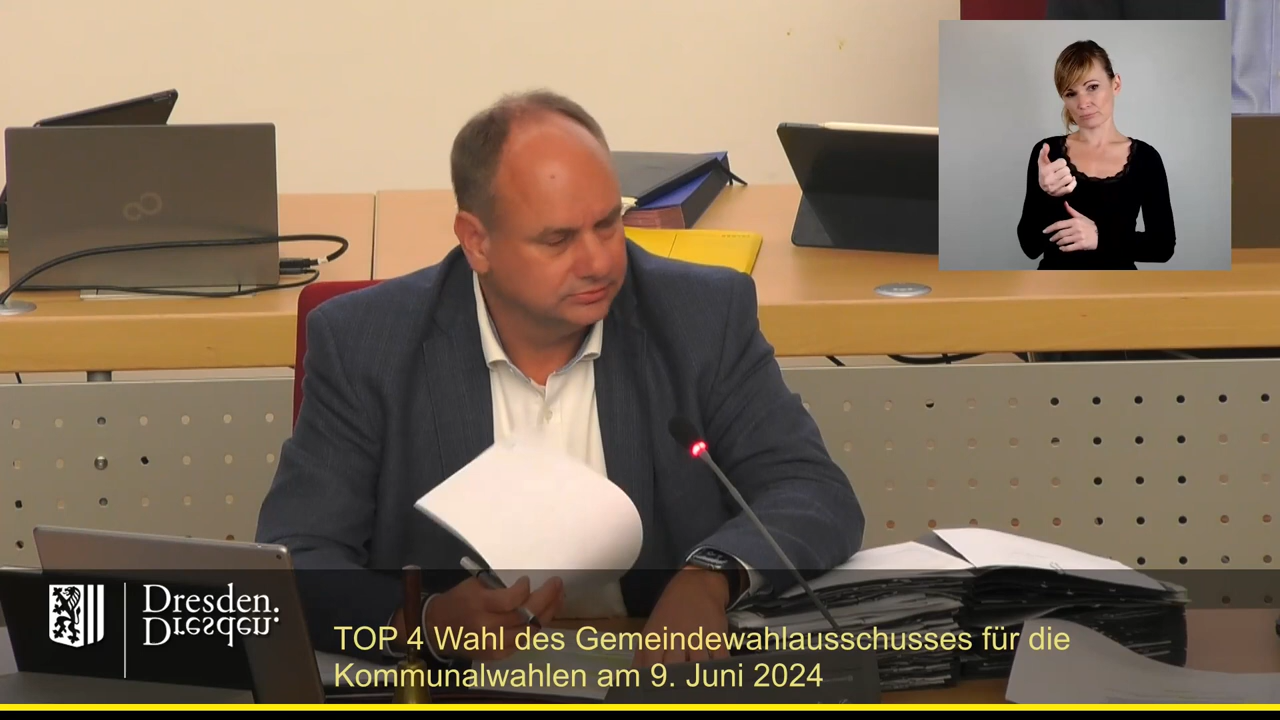 Dresden.
Dresden.
TOP 4 Wahl des Gemeindewahlausschusses für die
Kommunalwahlen am 9. Juni 2024